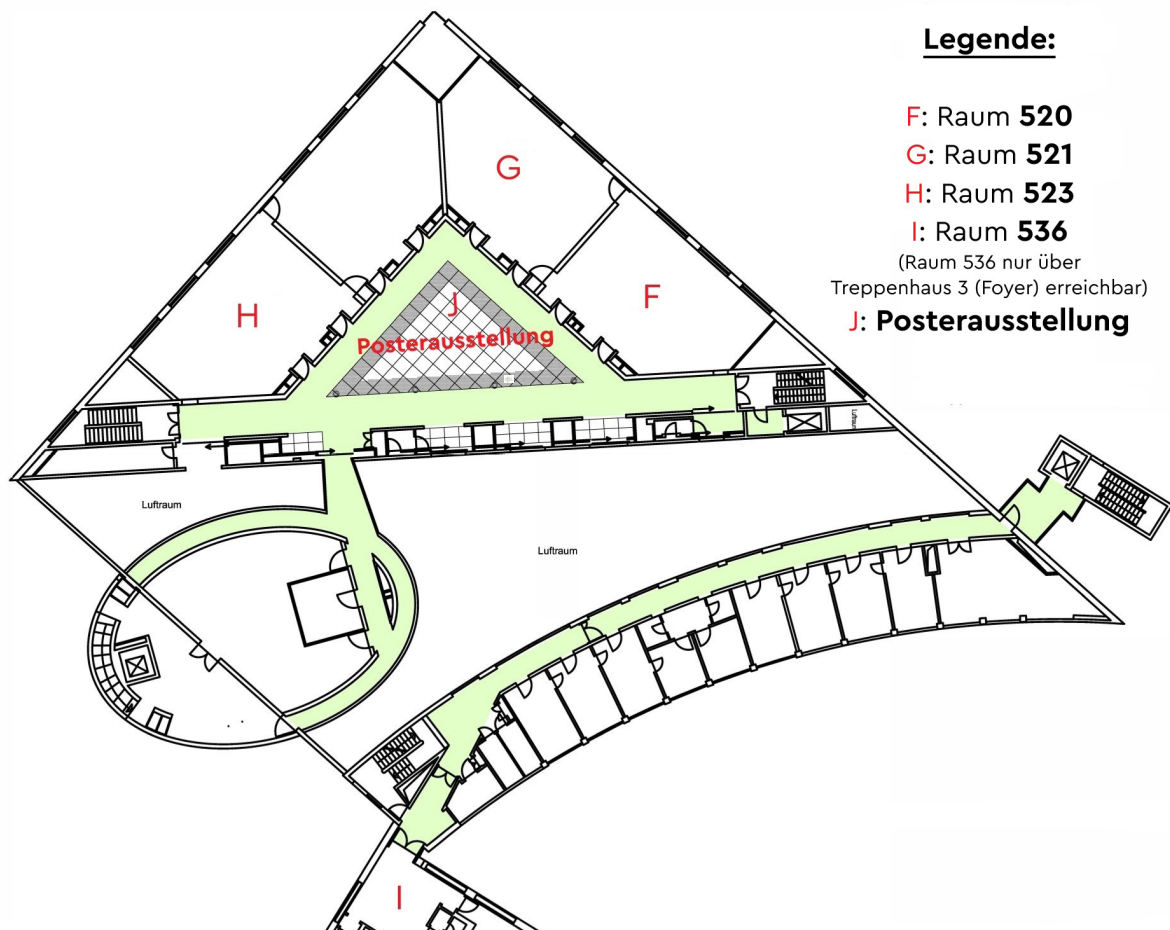 Legende:
F: Raum 520
G: Raum 521
H: Raum 523
I: Raum 536
(Raum 536 nur über
Treppenhaus 3 (Foyer) erreichbar)
J: Posterausstellung
G
H
F
J
Posterausstellung
Luftraum
Luftraum
Luftraum
I